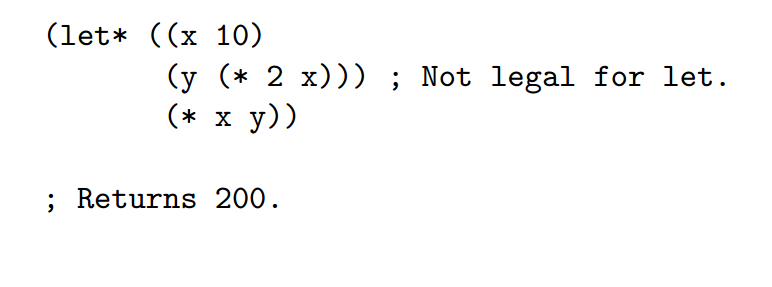 (let* ((x 10)
(y (* 2 x))) ; Not legal for let.
(* x y))
; Returns 200.